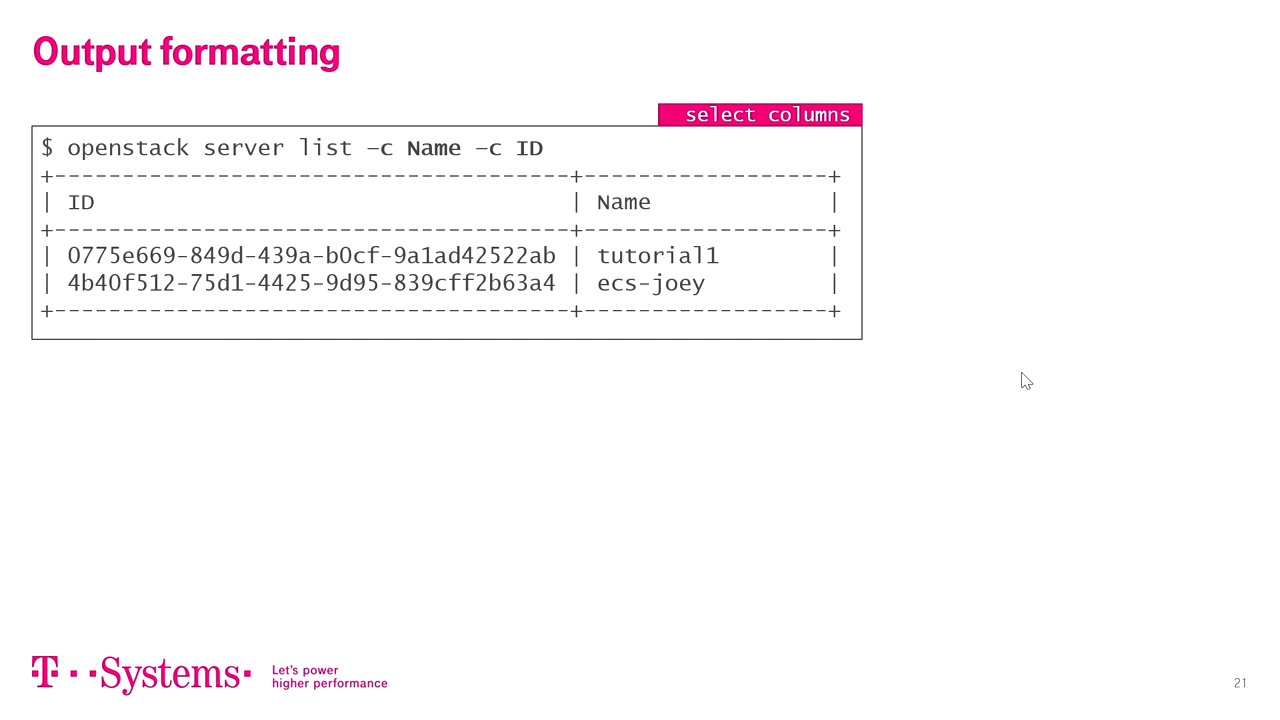 Output formatting
select columns
$ openstack server list –c Name –c ID
+--------------------------------------+------------------+
| ID                                   | Name             |
+--------------------------------------+------------------+
| 0775e669-849d-439a-b0cf-9a1ad42522ab | tutorial1        |
| 4b40f512-75d1-4425-9d95-839cff2b63a4 | ecs-joey         |
+--------------------------------------+------------------+
T · · Systems ·
Let's power
higher performance
21